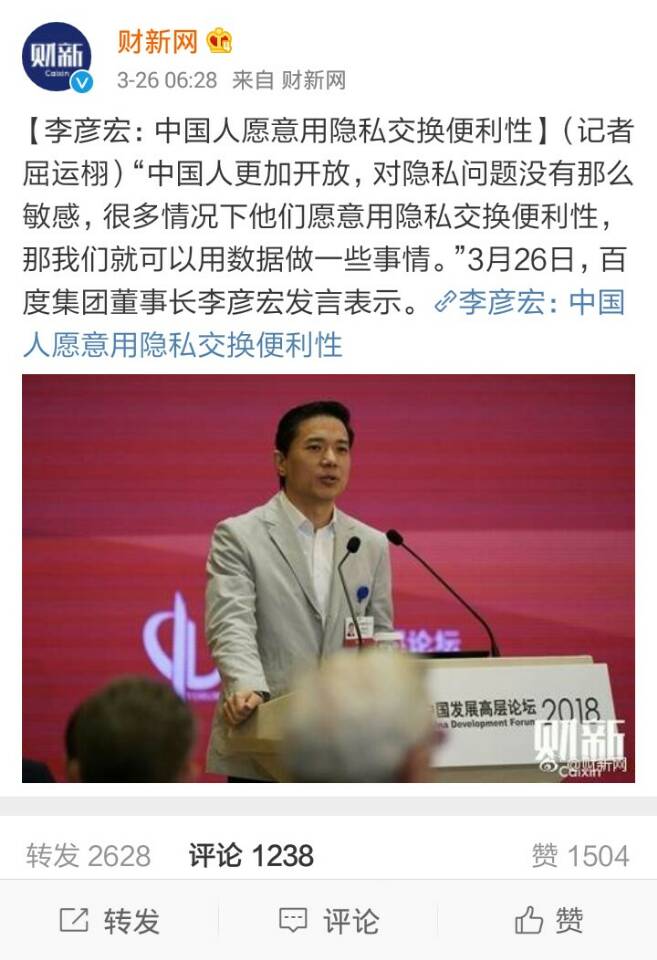 财新
Caixin
财新网
3-26 06:28 来自 财新网
【李彦宏：中国人愿意用隐私交换便利性】（记者
屈运栩）“中国人更加开放，对隐私问题没有那么
敏感，很多情况下他们愿意用隐私交换便利性，
那我们就可以用数据做一些事情。”3月26日，百
度集团董事长李彦宏发言表示。李彦宏：中国
人愿意用隐私交换便利性
论坛
国发展高层论坛 2018
ina Development Forum
财新
@财新网
Caixin
转发 2628 评论 1238 赞 1504
转发 评论 赞